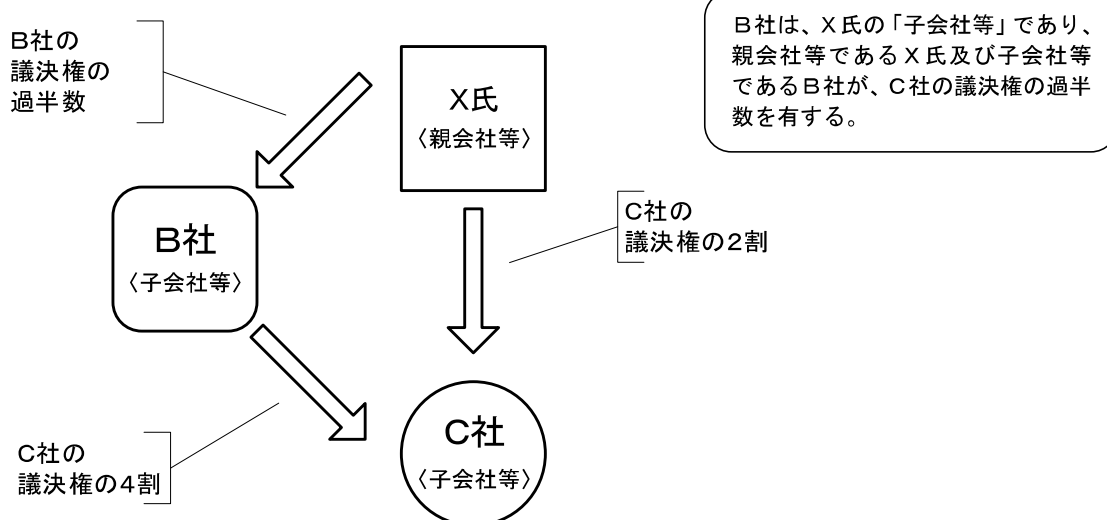 B社の
議決権の
過半数
X氏
〈親会社等〉
B社は、X氏の「子会社等」であり、
親会社等であるX氏及び子会社等
であるB社が、C社の議決権の過半
数を有する。
B社
〈子会社等〉
C社の
議決権の2割
C社の
議決権の4割
C社
〈子会社等〉